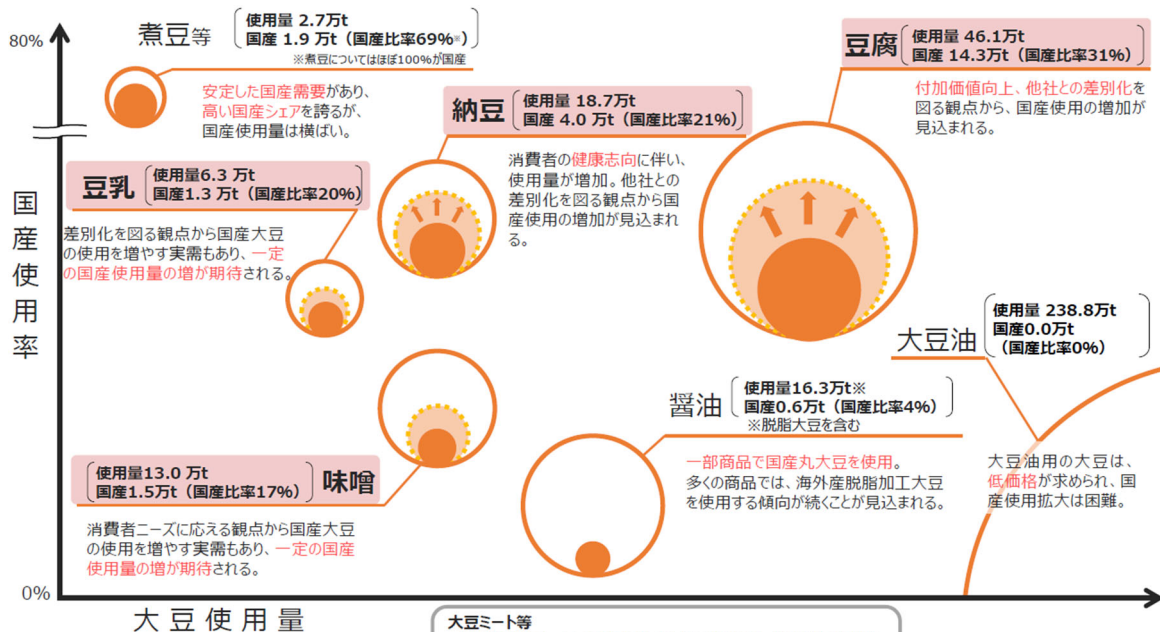 80%
煮豆等
使用量 2.7万t
国産 1.9 万t（国産比率69%※）
※煮豆についてはほぼ100%が国産
安定した国産需要があり、
高い国産シェアを誇るが、
国産使用量は横ばい。
納豆
使用量 18.7万t
国産 4.0 万t（国産比率21%）
消費者の健康志向に伴い、
使用量が増加。他社との
差別化を図る観点から国
産使用の増加が見込まれ
る。
豆腐
使用量 46.1万t
国産 14.3万t（国産比率31%）
付加価値向上、他社との差別化を
図る観点から、国産使用の増加が
見込まれる。
豆乳
使用量6.3 万t
国産1.3 万t（国産比率20%）
差別化を図る観点から国産大豆
の使用を増やす実需もあり、一定
の国産使用量の増が期待される。
国産使用率
大豆油
使用量 238.8万t
国産0.0万t
（国産比率0%）
大豆油用の大豆は、
低価格が求められ、国
産使用拡大は困難。
醤油
使用量16.3万t※
国産0.6万t（国産比率4%）
※脱脂大豆を含む
一部商品で国産丸大豆を使用。
多くの商品では、海外産脱脂加工大豆
を使用する傾向が続くことが見込まれる。
使用量13.0 万t
国産1.5万t（国産比率17%）
味噌
消費者ニーズに応える観点から国産大豆
の使用を増やす実需もあり、一定の国産
使用量の増が期待される。
0%
大豆使用量
大豆ミート等